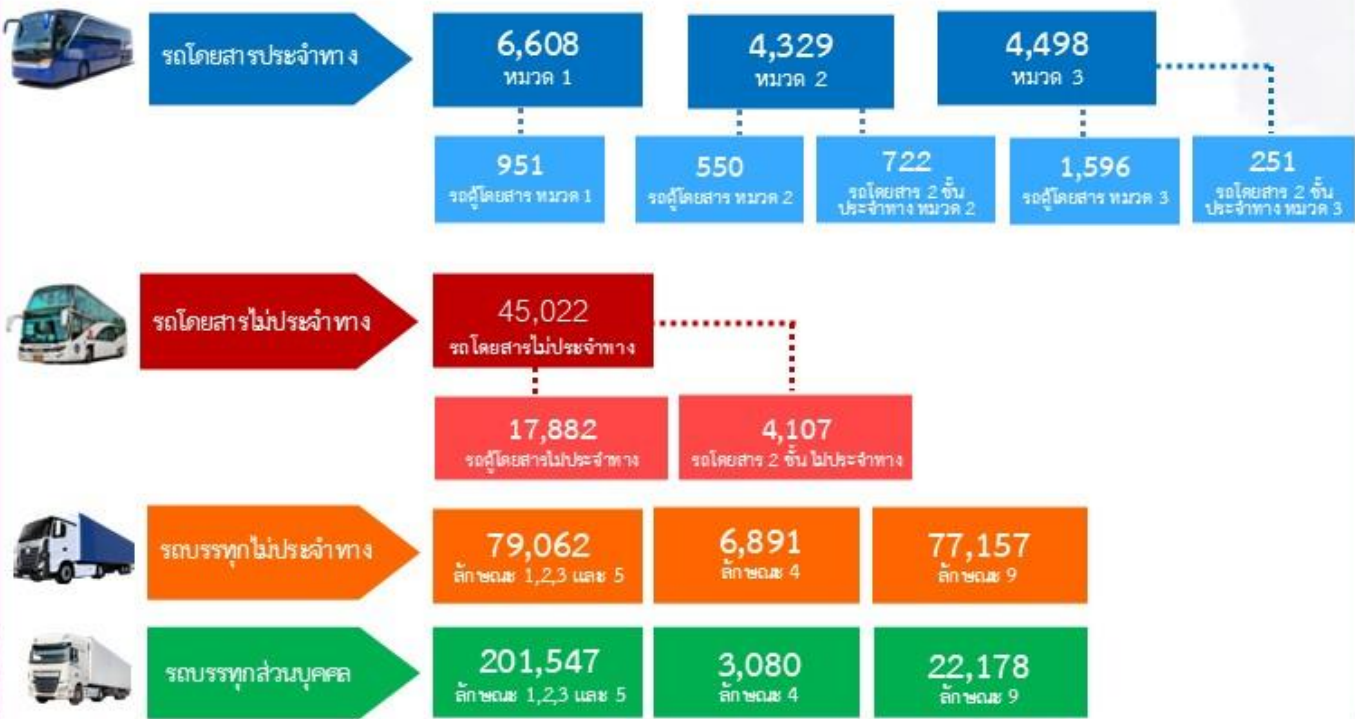 รถโดยสารประจำทาง
6,608
หมวด 1
4,329
หมวด 2
4,498
หมวด 3
951
รถตู้โดยสาร หมวด 1
550
รถตู้โดยสาร หมวด 2
722
รถโดยสาร 2 ชั้น
ประจำทาง หมวด 2
1,596
รถตู้โดยสาร หมวด 3
251
รถโดยสาร 2 ชั้น
ประจำทาง หมวด 3
รถโดยสารไม่ประจำทาง
45,022
รถโดยสารไม่ประจำทาง
17,882
รถตู้โดยสารไม่ประจำทาง
4,107
รถโดยสาร 2 ชั้น ไม่ประจำทาง
รถบรรทุกไม่ประจำทาง
79,062
ลักษณะ 1,2,3 และ 5
6,891
ลักษณะ 4
77,157
ลักษณะ 9
รถบรรทุกส่วนบุคคล
201,547
ลักษณะ 1,2,3 และ 5
3,080
ลักษณะ 4
22,178
ลักษณะ 9